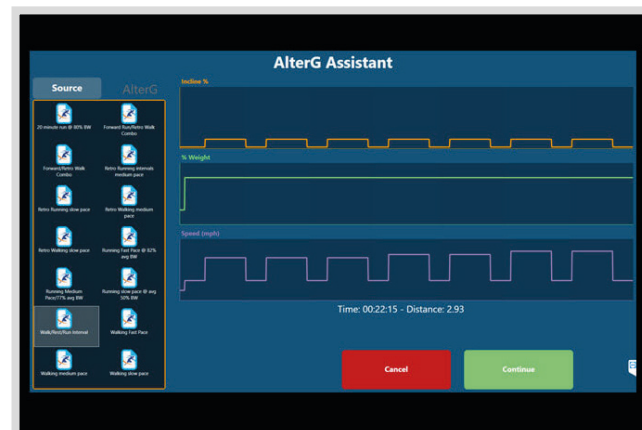 AlterG Assistant
Source
AlterG
20 minute run @ 80% BW
Forward Run/Retro Walk
Combo
Forward/Retro Walk
Combo
Retro Running intervals
medium pace
Retro Running slow pace
Retro Walking medium
pace
Retro Walking slow pace
Running Fast Pace @ 82%
avg BW
Running Medium
Pace/77% avg BW
Running slow pace @ avg
50% BW
Walk/Rest/Run Interval
Walking Fast Pace
Walking medium pace
Walking slow pace
Incline %
% Weight
Speed (mph)
Time: 00:22:15 - Distance: 2.93
Cancel
Continue